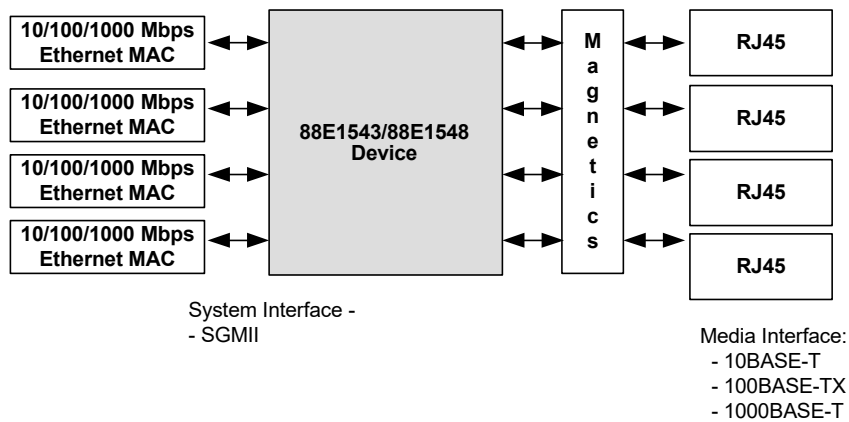 10/100/1000 Mbps
Ethernet MAC
10/100/1000 Mbps
Ethernet MAC
10/100/1000 Mbps
Ethernet MAC
10/100/1000 Mbps
Ethernet MAC
88E1543/88E1548
Device
Magnetics
RJ45
RJ45
RJ45
RJ45
System Interface -
- SGMII
Media Interface:
- 10BASE-T
- 100BASE-TX
- 1000BASE-T